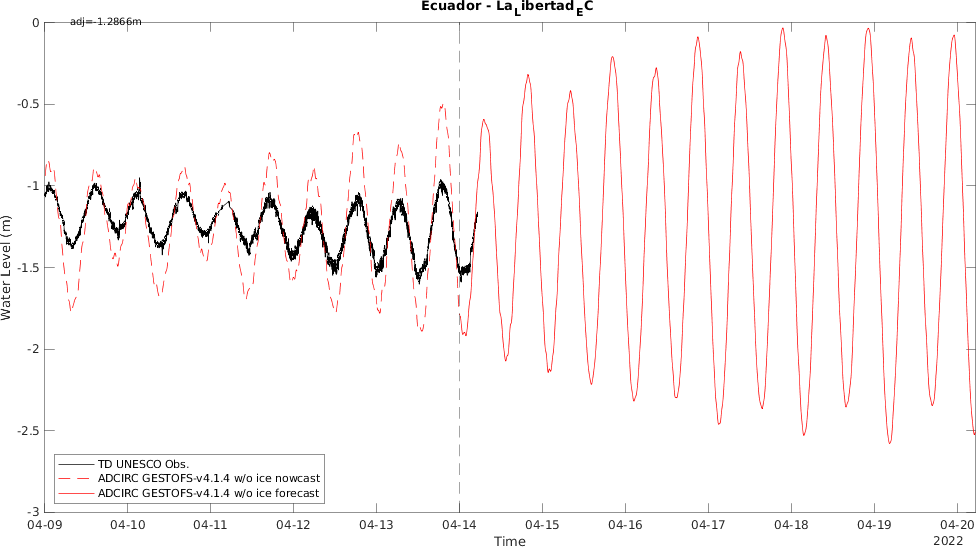 Ecuador - LaLibertadEC
adj=-1.2866m
0
-0.5
-1
-1.5
-2
-2.5
-3
Water Level (m)
TD UNESCO Obs.
ADCIRC GESTOFS-v4.1.4 w/o ice nowcast
ADCIRC GESTOFS-v4.1.4 w/o ice forecast
04-09 04-10 04-11 04-12 04-13 04-14 04-15 04-16 04-17 04-18 04-19 04-20
Time
2022